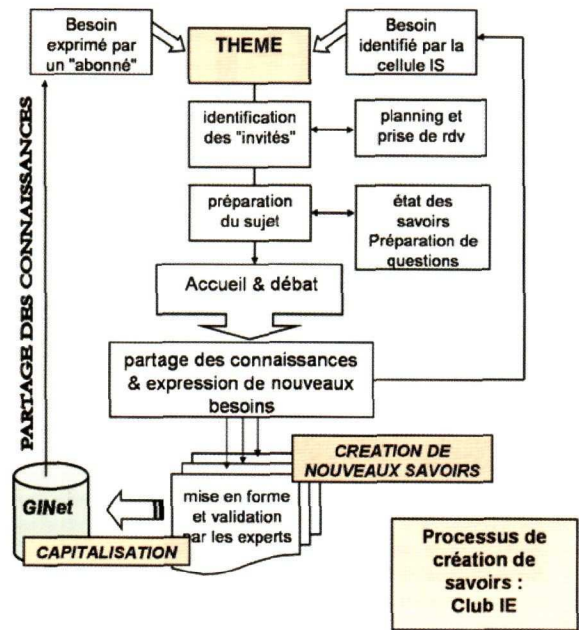 Besoin
exprimé par
un "abonné"
THEME
Besoin
identifié par la
cellule IS
identification
des "invités"
planning et
prise de rdv
préparation
du sujet
état des
savoirs
Préparation de
questions
Accueil & débat
partage des connaissances
& expression de nouveaux
besoins
PARTAGE DES CONNAISSANCES
CREATION DE
NOUVEAUX SAVOIRS
mise en forme
et validation
par les experts
GINet
CAPITALISATION
Processus de
création de
savoirs :
Club IE